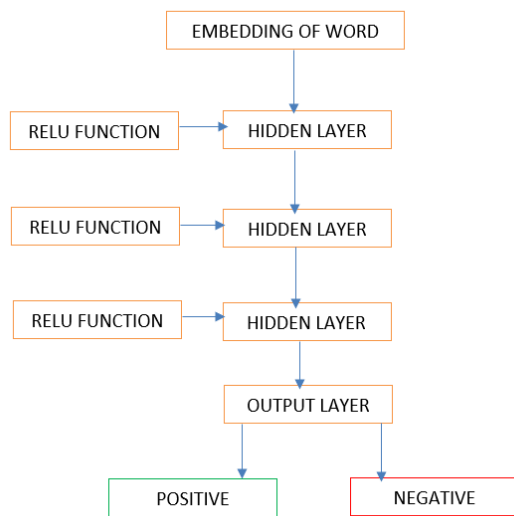 EMBEDDING OF WORD
RELU FUNCTION
HIDDEN LAYER
RELU FUNCTION
HIDDEN LAYER
RELU FUNCTION
HIDDEN LAYER
OUTPUT LAYER
POSITIVE
NEGATIVE